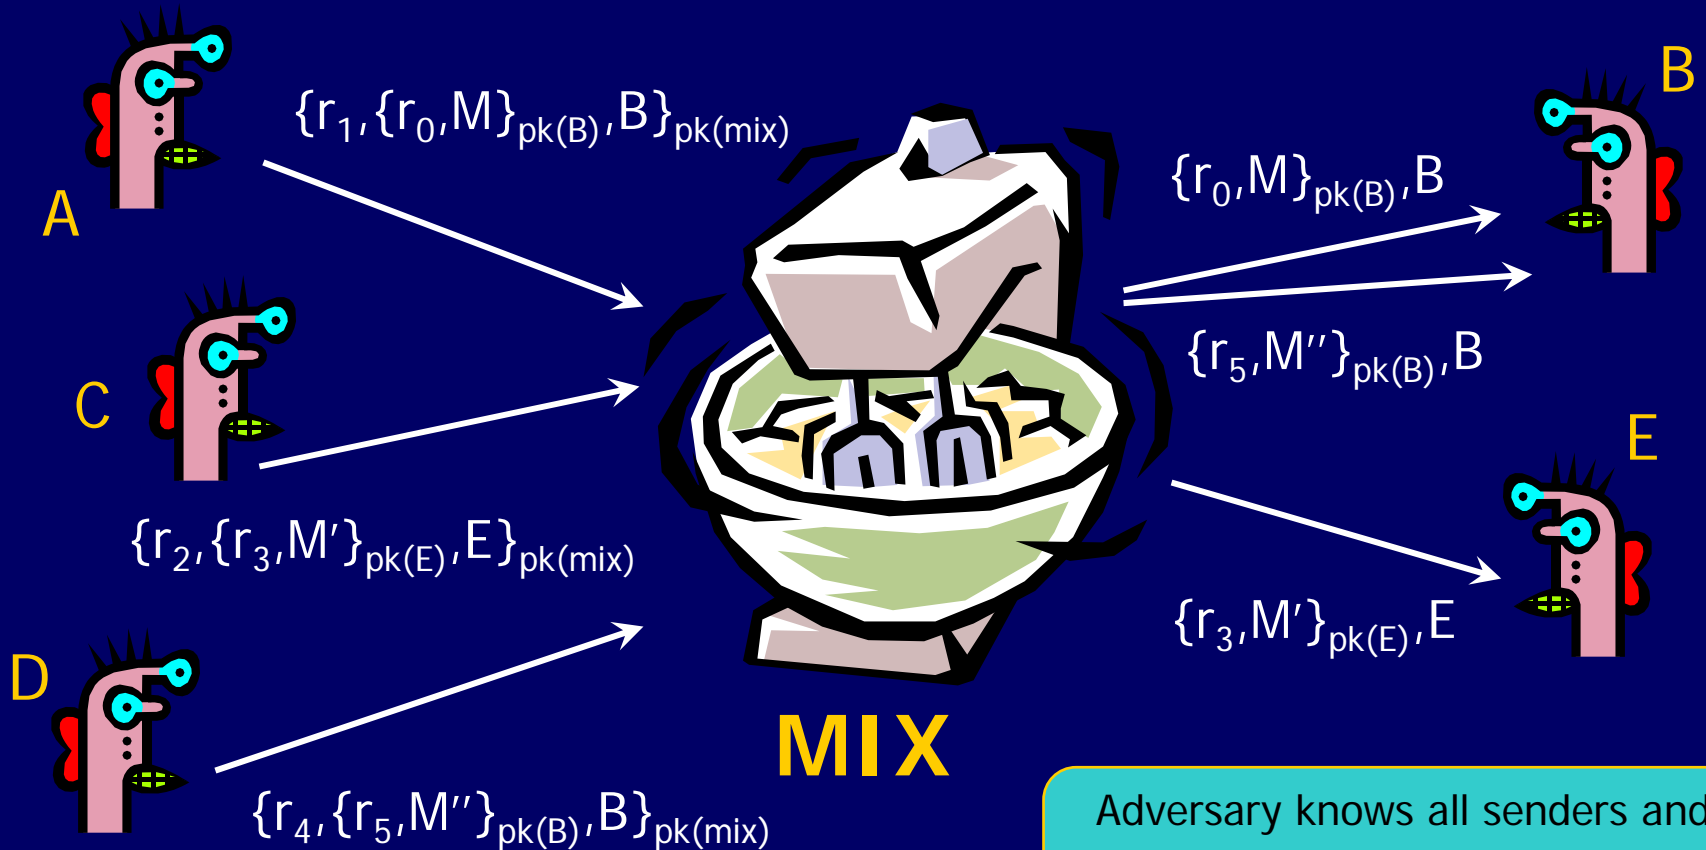 B
{r₁,{r₀,M}pk(B),B}pk(mix)
{r₀,M}pk(B),B
A
{r₅,M′′}pk(B),B
C
E
{r₂,{r₃,M′}pk(E),E}pk(mix)
{r₃,M′}pk(E),E
D
MIX
{r₄,{r₅,M′′}pk(B),B}pk(mix)
Adversary knows all senders and